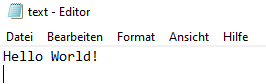 text - Editor
Datei Bearbeiten Format Ansicht Hilfe
Hello World!